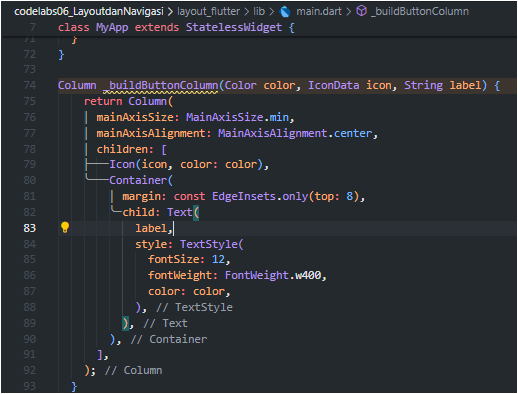 codelabs06_LayoutdanNavigasi > layout_flutter > lib > main.dart > _buildButtonColumn
7 class MyApp extends StatelessWidget {
71 }
72 }
73
74 Column _buildButtonColumn(Color color, IconData icon, String label) {
75 return Column(
76 mainAxisSize: MainAxisSize.min,
77 mainAxisAlignment: MainAxisAlignment.center,
78 children: [
79 Icon(icon, color: color),
80 Container(
81 margin: const EdgeInsets.only(top: 8),
82 child: Text(
83 label,
84 style: TextStyle(
85 fontSize: 12,
86 fontWeight: FontWeight.w400,
87 color: color,
88 ), // TextStyle
89 ), // Text
90 ), // Container
91 ],
92 ); // Column
93 }